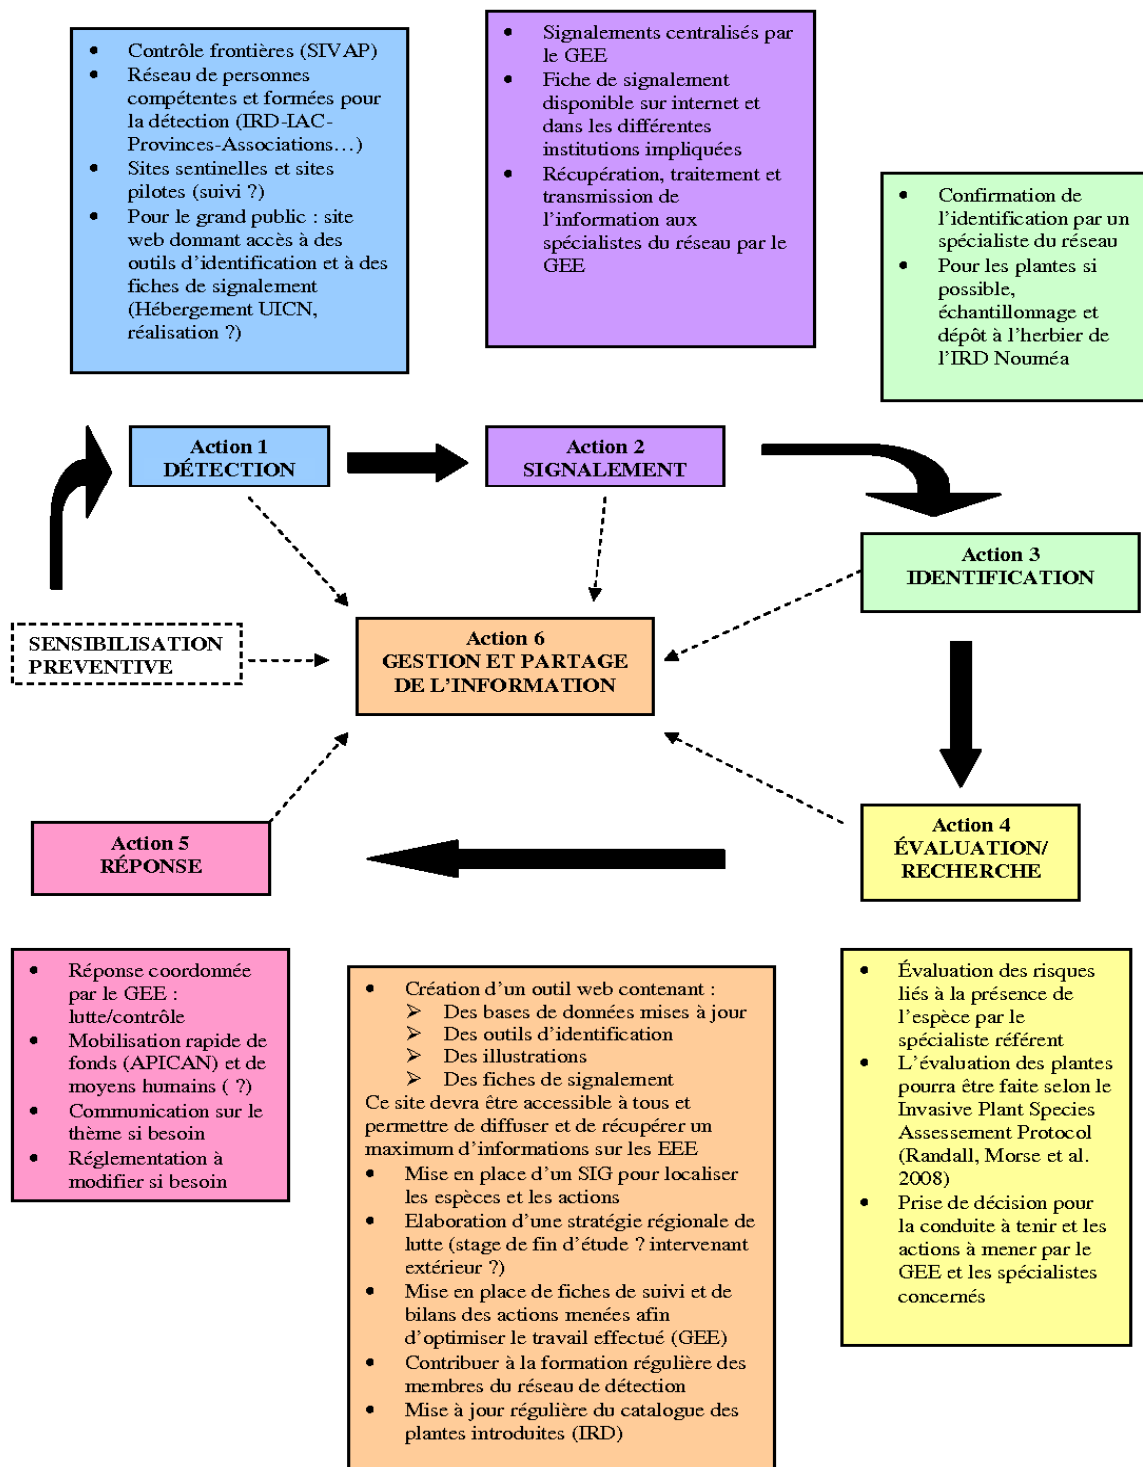 • Contrôle frontières (SIVAP)
• Réseau de personnes
compétentes et formées pour
la détection (IRD-IAC-
Provinces-Associations…)
• Sites sentinelles et sites
pilotes (suivi ?)
• Pour le grand public : site
web donnant accès à des
outils d’identification et à des
fiches de signalement
(Hébergement UICN,
réalisation ?)
• Signalements centralisés par
le GEE
• Fiche de signalement
disponible sur internet et
dans les différentes
institutions impliquées
• Récupération, traitement et
transmission de
l’information aux
spécialistes du réseau par le
GEE
• Confirmation de
l’identification par un
spécialiste du réseau
• Pour les plantes si
possible,
échantillonnage et
dépôt à l’herbier de
l’IRD Nouméa
Action 1
DÉTECTION
Action 2
SIGNALEMENT
Action 3
IDENTIFICATION
SENSIBILISATION
PREVENTIVE
Action 6
GESTION ET PARTAGE
DE L’INFORMATION
Action 5
RÉPONSE
Action 4
ÉVALUATION/
RECHERCHE
• Réponse coordonnée
par le GEE :
lutte/contrôle
• Mobilisation rapide de
fonds (APICAN) et de
moyens humains ( ?)
• Communication sur le
thème si besoin
• Réglementation à
modifier si besoin
• Création d’un outil web contenant :
➢ Des bases de données mises à jour
➢ Des outils d’identification
➢ Des illustrations
➢ Des fiches de signalement
Ce site devra être accessible à tous et
permettre de diffuser et de récupérer un
maximum d’informations sur les EEE
• Mise en place d’un SIG pour localiser
les espèces et les actions
• Elaboration d’une stratégie régionale de
lutte (stage de fin d’étude ? intervenant
extérieur ?)
• Mise en place de fiches de suivi et de
bilans des actions menées afin
d’optimiser le travail effectué (GEE)
• Contribuer à la formation régulière des
membres du réseau de détection
• Mise à jour régulière du catalogue des
plantes introduites (IRD)
• Évaluation des risques
liés à la présence de
l’espèce par le
spécialiste référent
• L’évaluation des plantes
pourra être faite selon le
Invasive Plant Species
Assessement Protocol
(Randall, Morse et al.
2008)
• Prise de décision pour
la conduite à tenir et les
actions à mener par le
GEE et les spécialistes
concernés